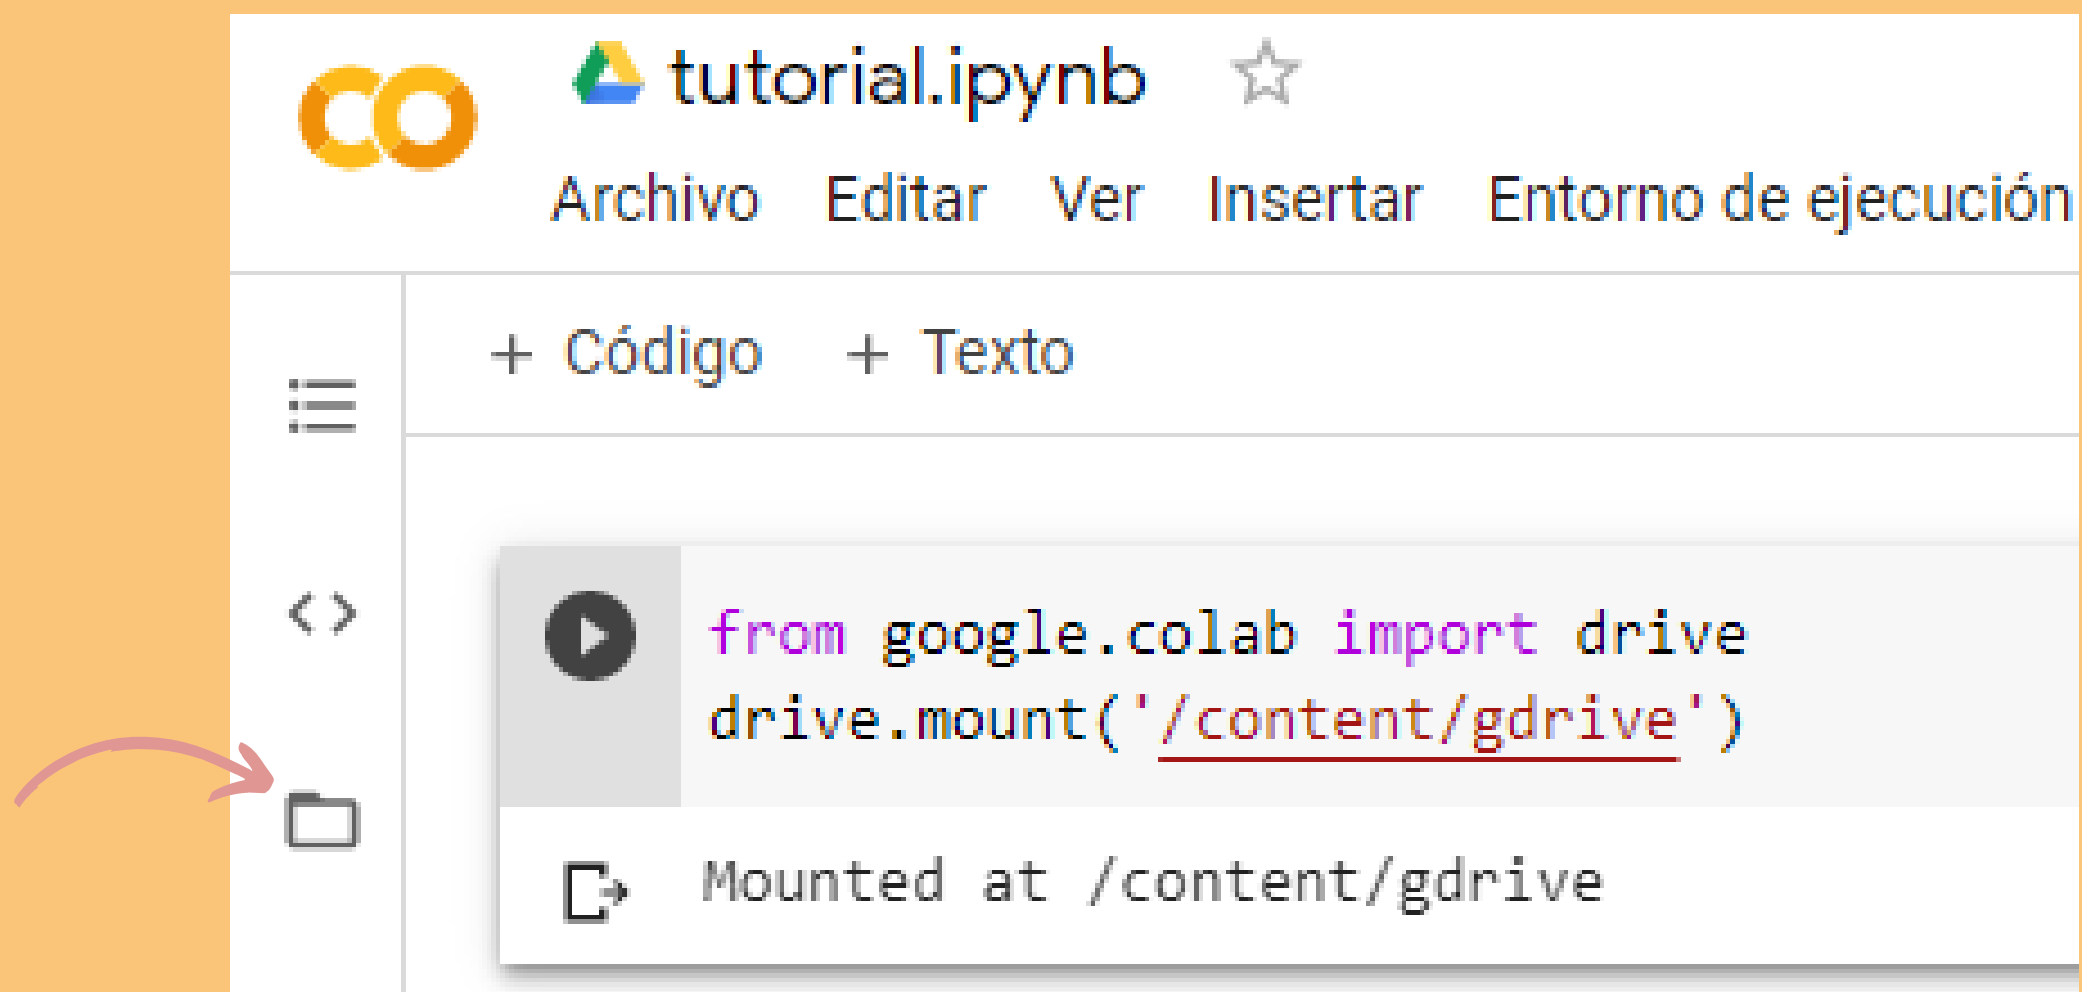 CO
tutorial.ipynb
Archivo Editar Ver Insertar Entorno de ejecución
+ Código + Texto
from google.colab import drive
drive.mount('/content/gdrive')
Mounted at /content/gdrive